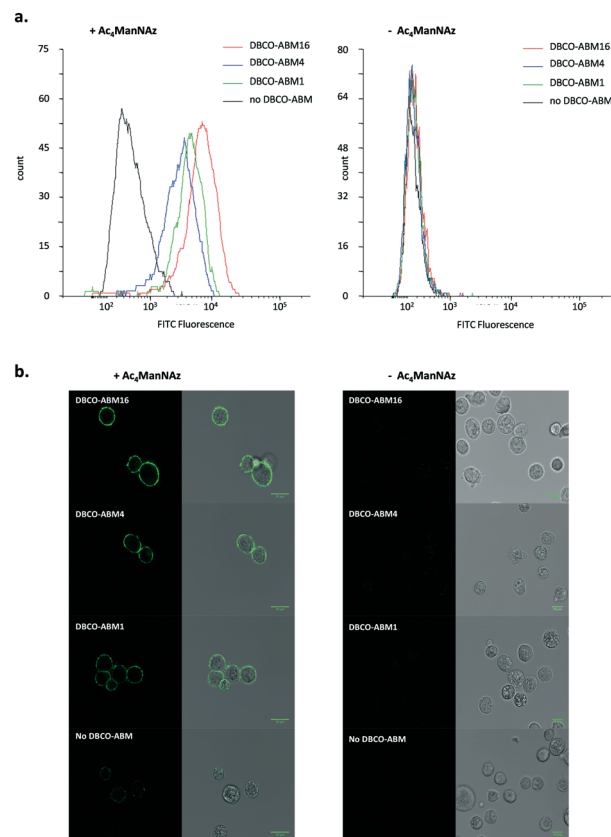 a.
+ Ac₄ManNAz
- Ac₄ManNAz
75
60
45
30
15
0
count
DBCO-ABM16
DBCO-ABM4
DBCO-ABM1
no DBCO-ABM
10² 10³ 10⁴ 10⁵
FITC Fluorescence
80
64
48
32
16
0
count
DBCO-ABM16
DBCO-ABM4
DBCO-ABM1
no DBCO-ABM
10² 10³ 10⁴ 10⁵
FITC Fluorescence
b.
+ Ac₄ManNAz
- Ac₄ManNAz
DBCO-ABM16
DBCO-ABM16
DBCO-ABM4
DBCO-ABM4
DBCO-ABM1
DBCO-ABM1
No DBCO-ABM
No DBCO-ABM